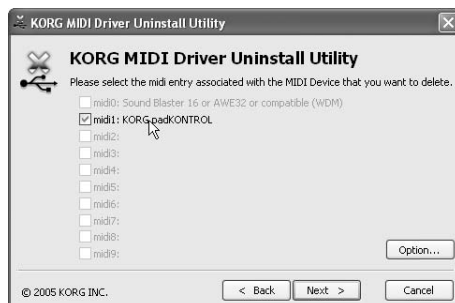 KORG MIDI Driver Uninstall Utility
KORG MIDI Driver Uninstall Utility
Please select the midi entry associated with the MIDI Device that you want to delete.
midi0: Sound Blaster 16 or AWE32 or compatible (WDM)
midi1: KORG padKONTROL
midi2:
midi3:
midi4:
midi5:
midi6:
midi7:
midi8:
midi9:
Option...
© 2005 KORG INC.
< Back
Next >
Cancel